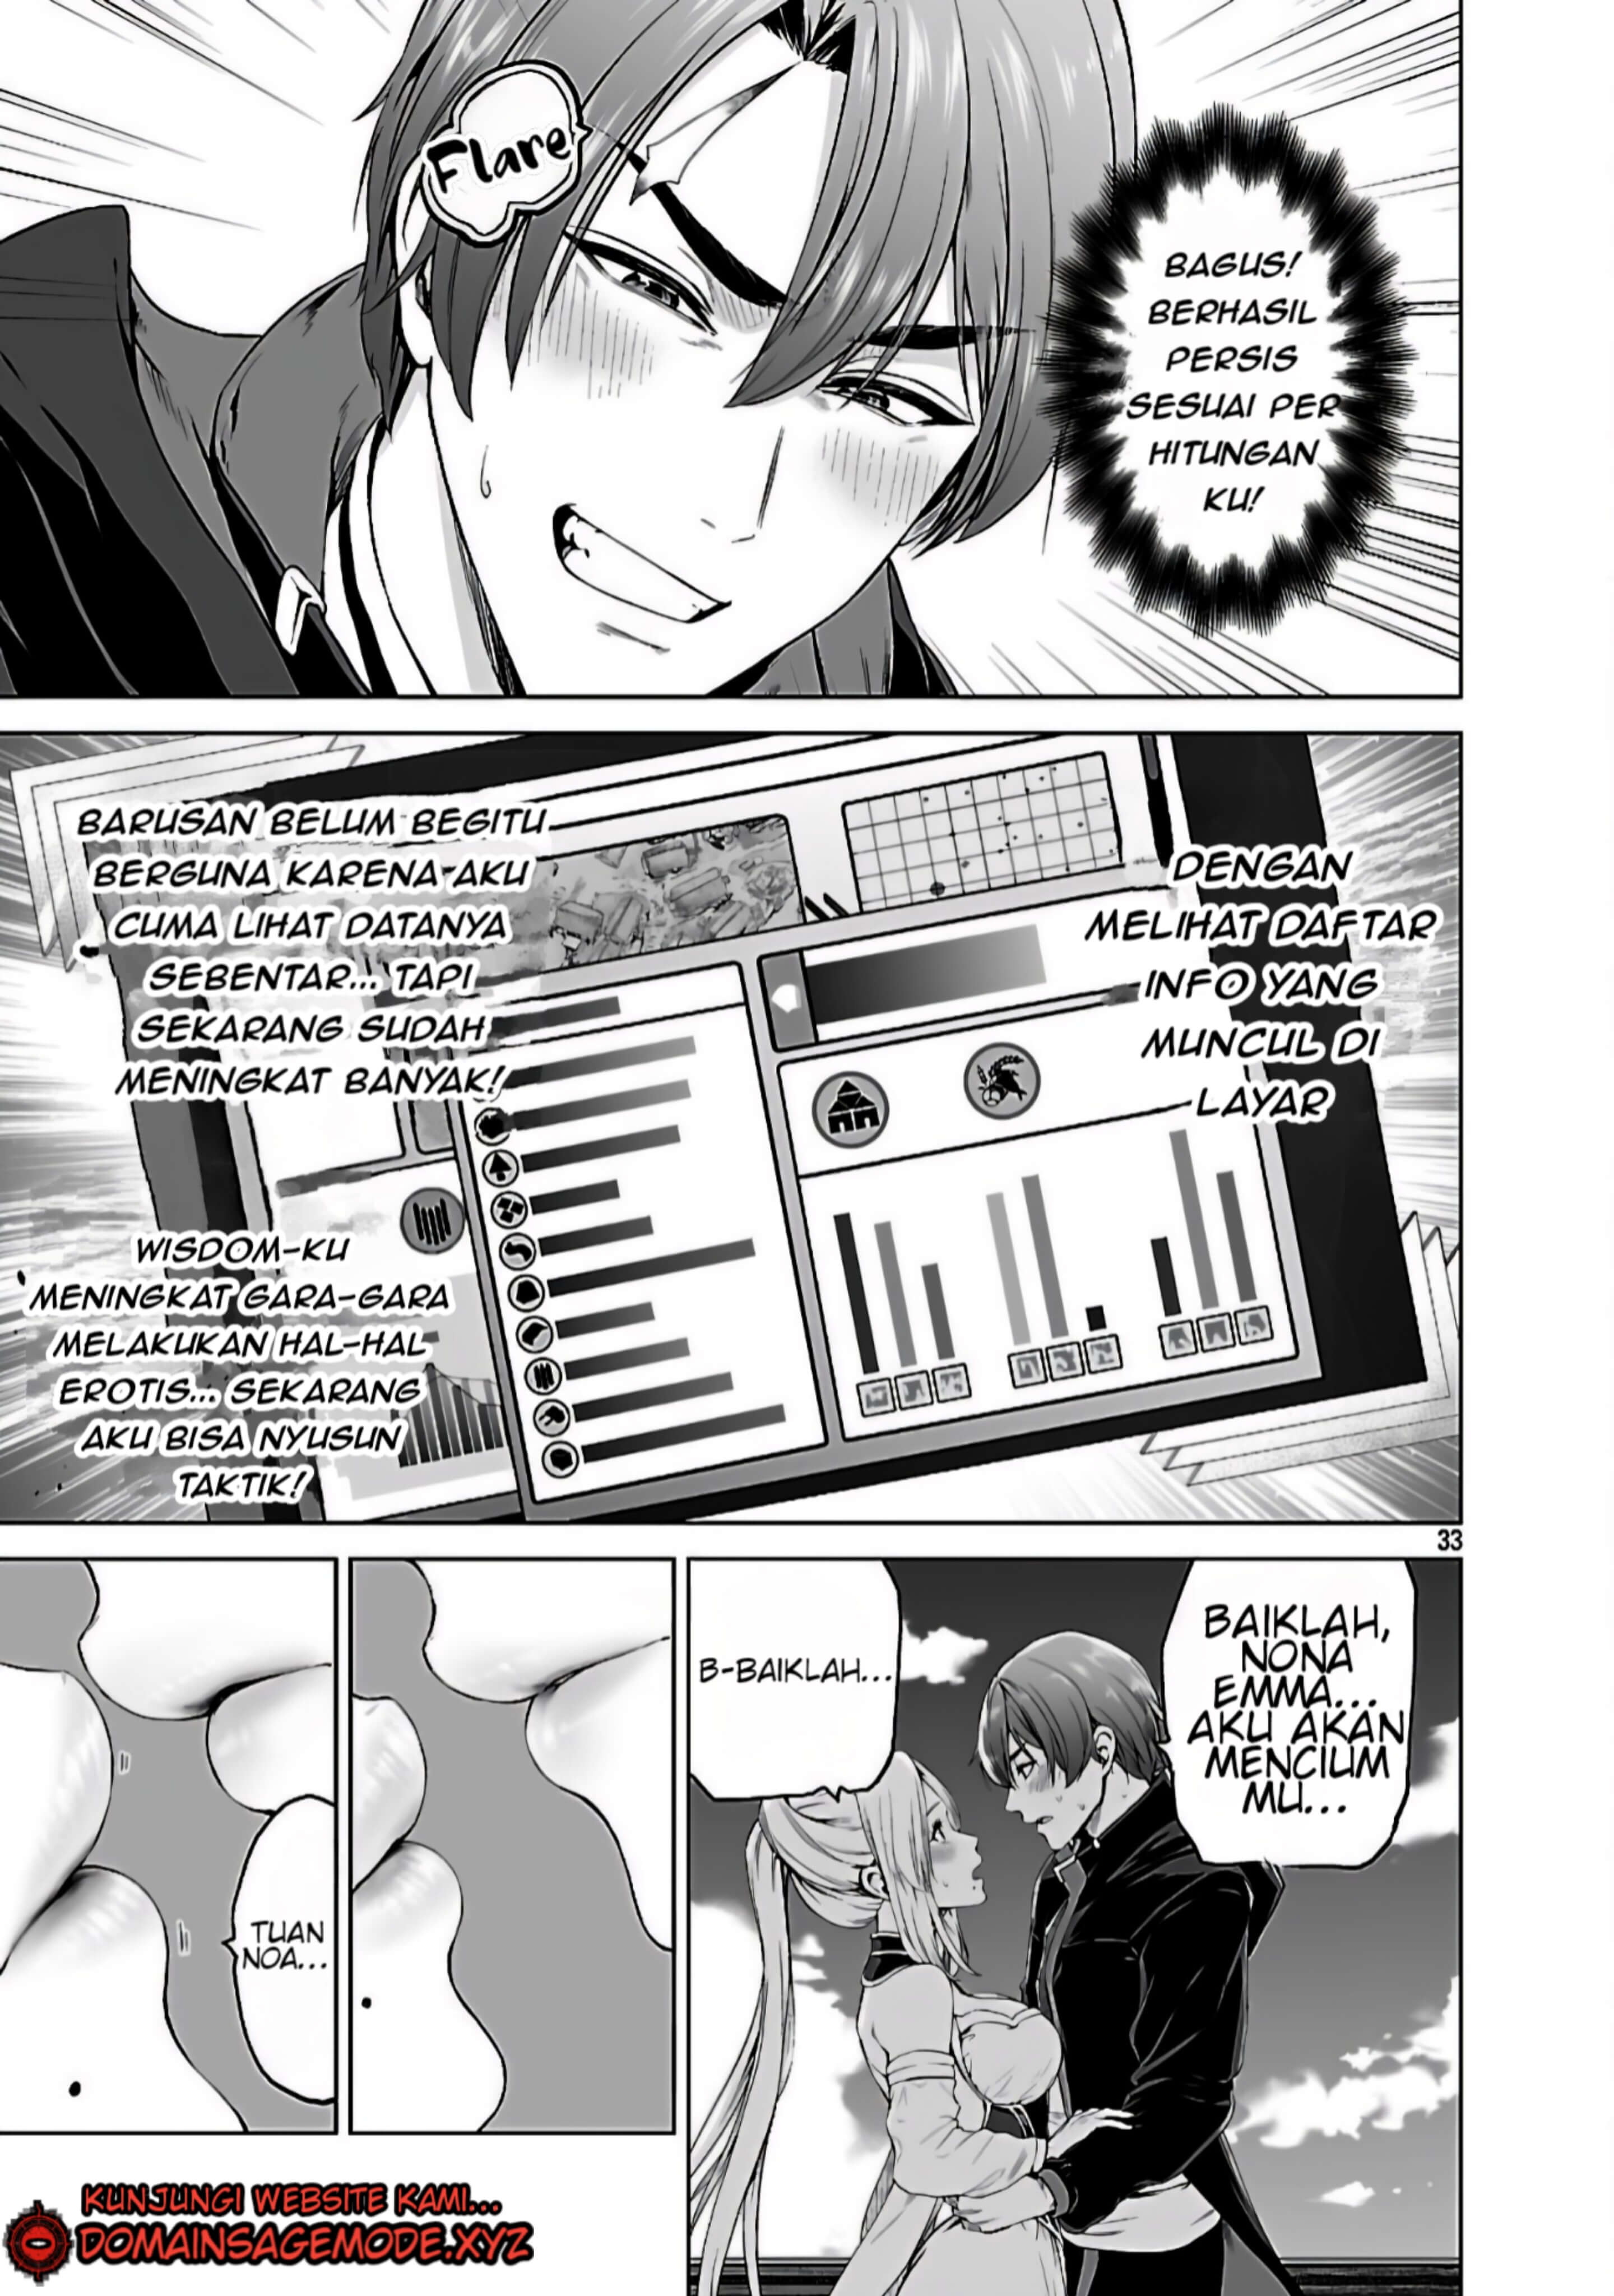 Flare
BAGUS!
BERHASIL
PERSIS
SESUAI PER
HITUNGAN
KU!
DENGAN
MELIHAT DAFTAR
INFO YANG
MUNCUL DI
LAYAR
BARUSAN BELUM BEGITU
BERGUNA KARENA AKU
CUMA LIHAT DATANYA
SEBENTAR... TAPI
SEKARANG SUDAH
MENINGKAT BANYAK!
WISDOM-KU
MENINGKAT GARA-GARA
MELAKUKAN HAL-HAL
EROTIS... SEKARANG
AKU BISA NYUSUN
TAKTIK!
33
BAIKLAH,
NONA
EMMA...
AKU AKAN
MENCIUM
MU...
B-BAIKLAH...
TUAN
NOA...
KUNJUNGI WEBSITE KAMI...
DOMAINSAGEMODE.XYZ